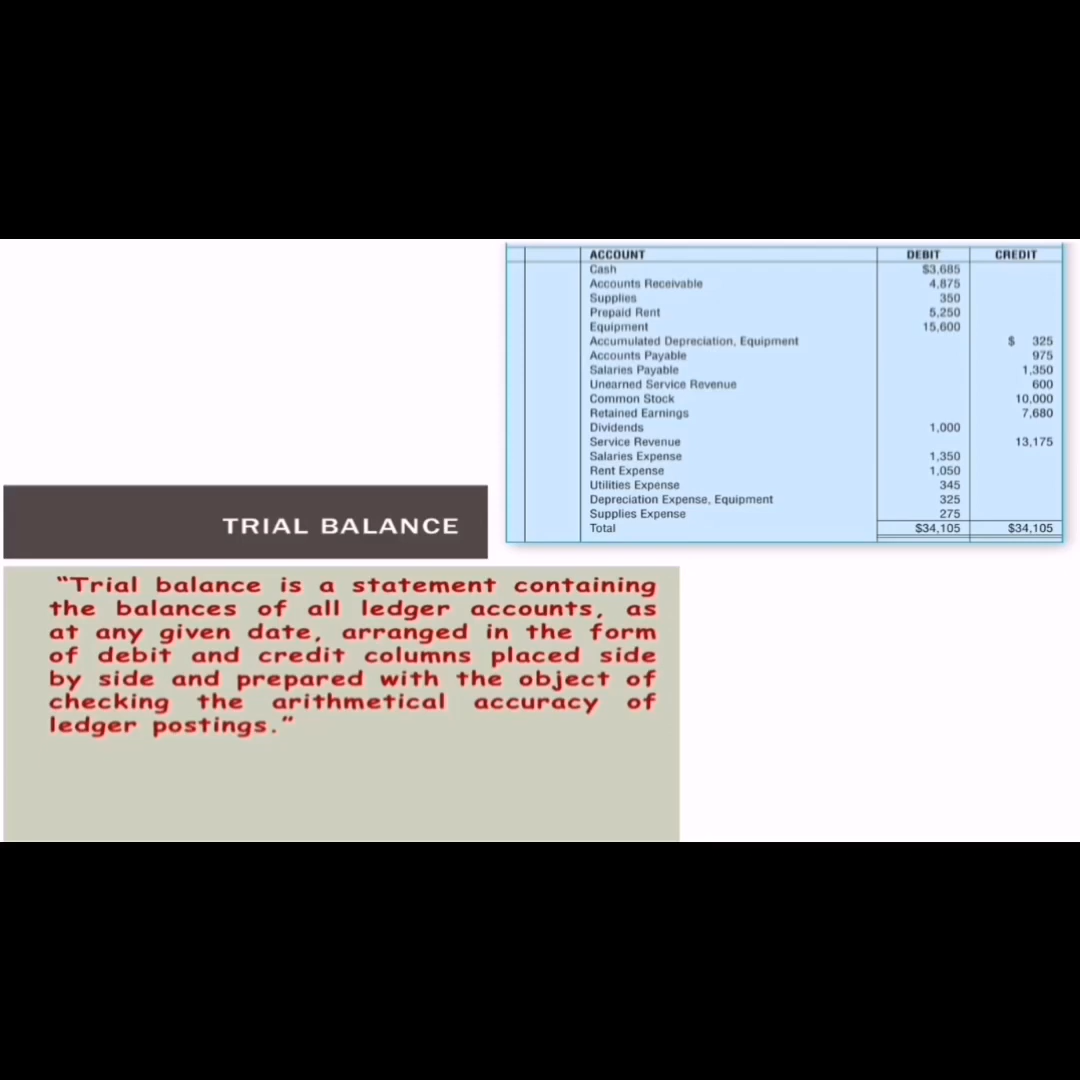 ACCOUNT DEBIT CREDIT
Cash $3,685
Accounts Receivable 4,875
Supplies 350
Prepaid Rent 5,250
Equipment 15,600
Accumulated Depreciation, Equipment $ 325
Accounts Payable 975
Salaries Payable 1,350
Unearned Service Revenue 600
Common Stock 10,000
Retained Earnings 7,680
Dividends 1,000
Service Revenue 13,175
Salaries Expense 1,350
Rent Expense 1,050
Utilities Expense 345
Depreciation Expense, Equipment 325
Supplies Expense 275
Total $34,105 $34,105
TRIAL BALANCE
“Trial balance is a statement containing
the balances of all ledger accounts, as
at any given date, arranged in the form
of debit and credit columns placed side
by side and prepared with the object of
checking the arithmetical accuracy of
ledger postings.”